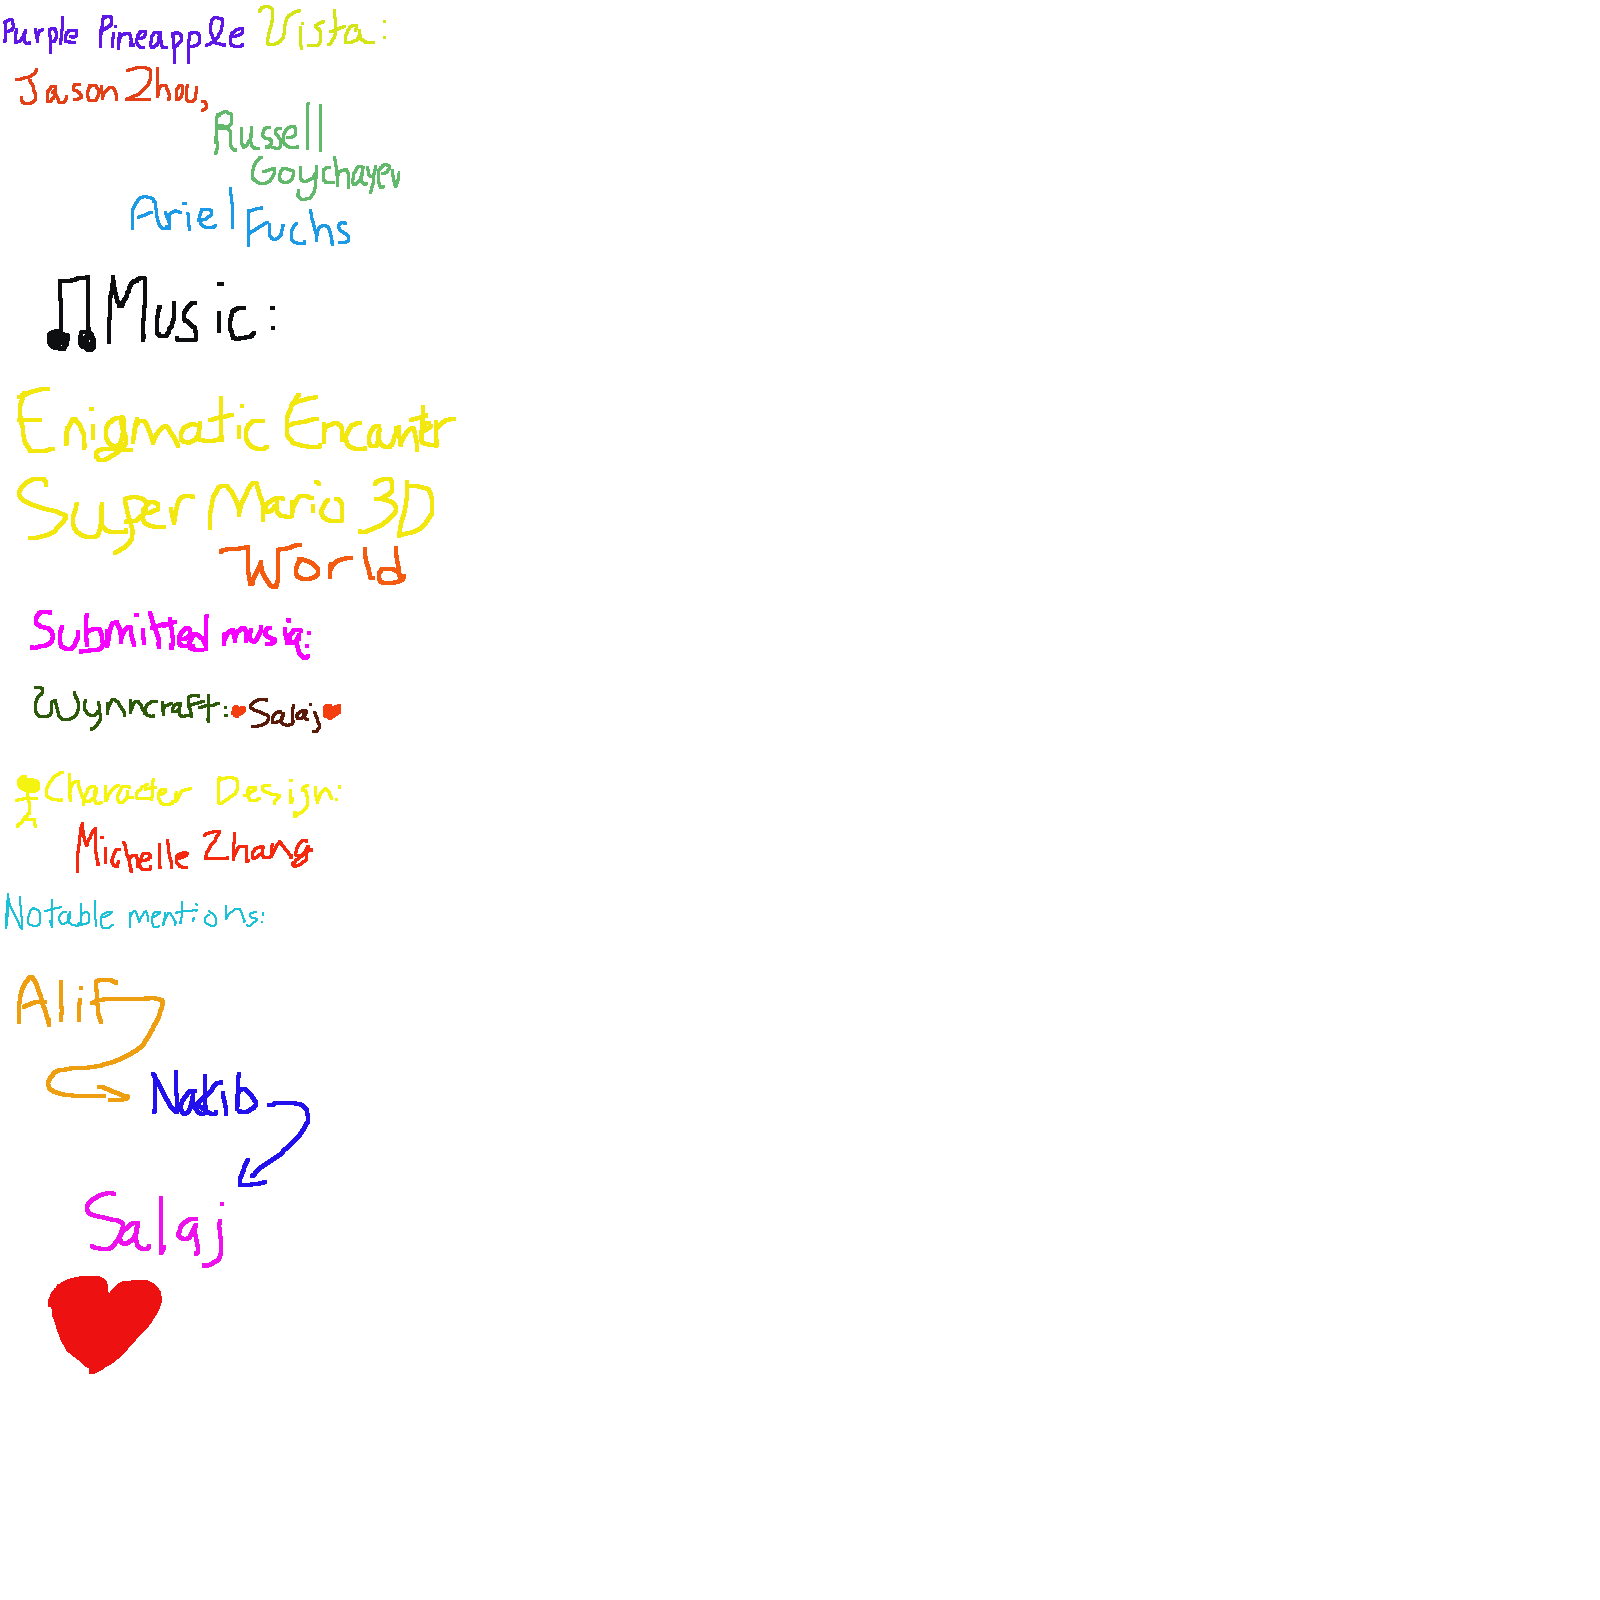 Purple Pineapple Vista:
Jason Zhou,
Russell
Goychayev
Ariel Fuchs
Music:
Enigmatic Encanter
Super Mario 3D
World
Submitted music:
Wynncraft: Salaj
Character Design:
Michelle Zhang
Notable mentions:
Alif
Nakib
Salaj